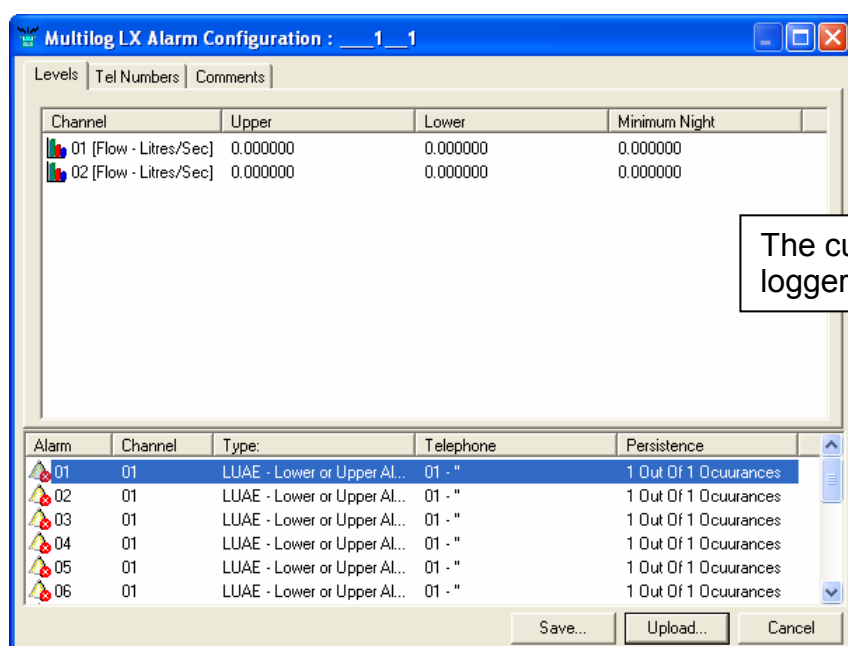 Multilog LX Alarm Configuration : ___1__1
Levels Tel Numbers Comments
Channel Upper Lower Minimum Night
01 [Flow - Litres/Sec] 0.000000 0.000000 0.000000
02 [Flow - Litres/Sec] 0.000000 0.000000 0.000000
The cu
logger
Alarm Channel Type: Telephone Persistence
01 01 LUAE - Lower or Upper Al... 01 - " 1 Out Of 1 Ocuurances
02 01 LUAE - Lower or Upper Al... 01 - " 1 Out Of 1 Ocuurances
03 01 LUAE - Lower or Upper Al... 01 - " 1 Out Of 1 Ocuurances
04 01 LUAE - Lower or Upper Al... 01 - " 1 Out Of 1 Ocuurances
05 01 LUAE - Lower or Upper Al... 01 - " 1 Out Of 1 Ocuurances
06 01 LUAE - Lower or Upper Al... 01 - " 1 Out Of 1 Ocuurances
Save... Upload... Cancel